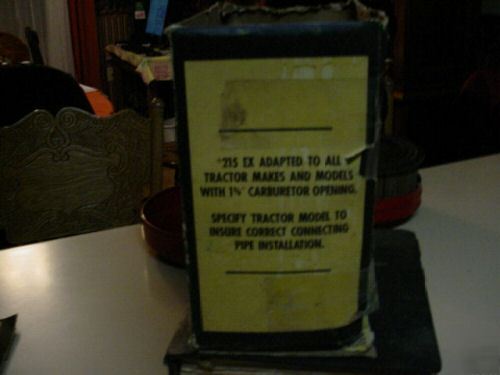 *215 EX ADAPTED TO ALL
TRACTOR MAKES AND MODELS
WITH 1¾" CARBURETOR OPENING.
SPECIFY TRACTOR MODEL TO
INSURE CORRECT CONNECTING
PIPE INSTALLATION.